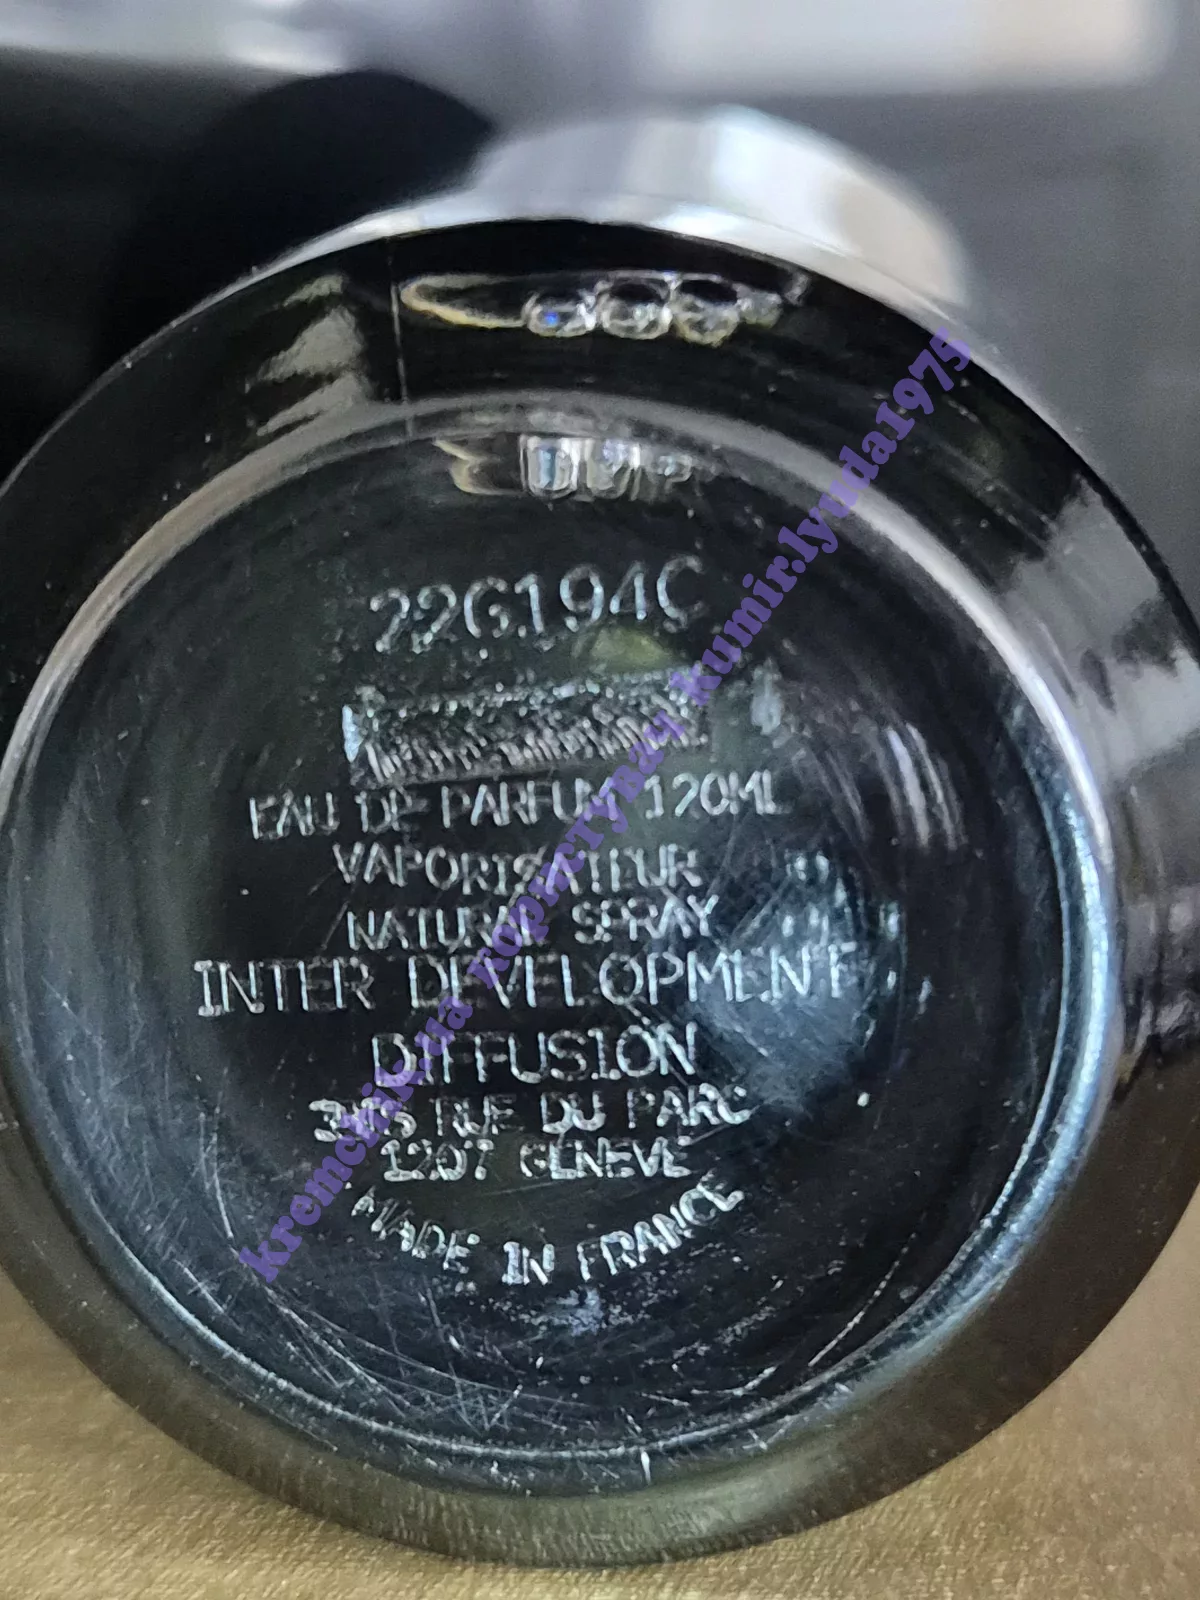 22G194C
EAU DE PARFUM 120ML
VAPORISATEUR
NATURAL SPRAY
INTER DEVELOPMENT
DIFFUSION
RUE DU PARC
1207 GENEVE
MADE IN FRANCE
kremchik.ua користувач kumir.lyuda1975